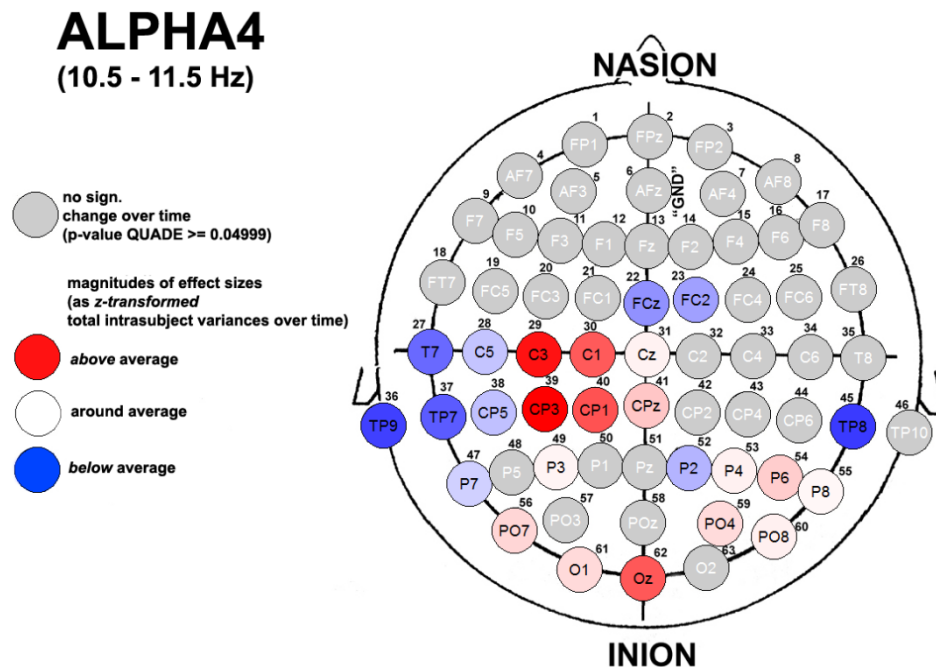 ALPHA4
(10.5 - 11.5 Hz)
NASION
no sign.
change over time
(p-value QUADE >= 0.04999)
magnitudes of effect sizes
(as z-transformed
total intrasubject variances over time)
above average
around average
below average
"GND"
1 2 3
FP1 FPz FP2
4 5 6 7 8
AF7 AF3 AFz AF4 AF8
9 10 11 12 13 14 15 16 17
F7 F5 F3 F1 Fz F2 F4 F6 F8
18 19 20 21 22 23 24 25 26
FT7 FC5 FC3 FC1 FCz FC2 FC4 FC6 FT8
27 28 29 30 31 32 33 34 35
T7 C5 C3 C1 Cz C2 C4 C6 T8
36 37 38 39 40 41 42 43 44 45 46
TP9 TP7 CP5 CP3 CP1 CPz CP2 CP4 CP6 TP8 TP10
47 48 49 50 51 52 53 54 55
P7 P5 P3 P1 Pz P2 P4 P6 P8
56 57 58 59 60
PO7 PO3 POz PO4 PO8
61 62 63
O1 Oz O2
INION